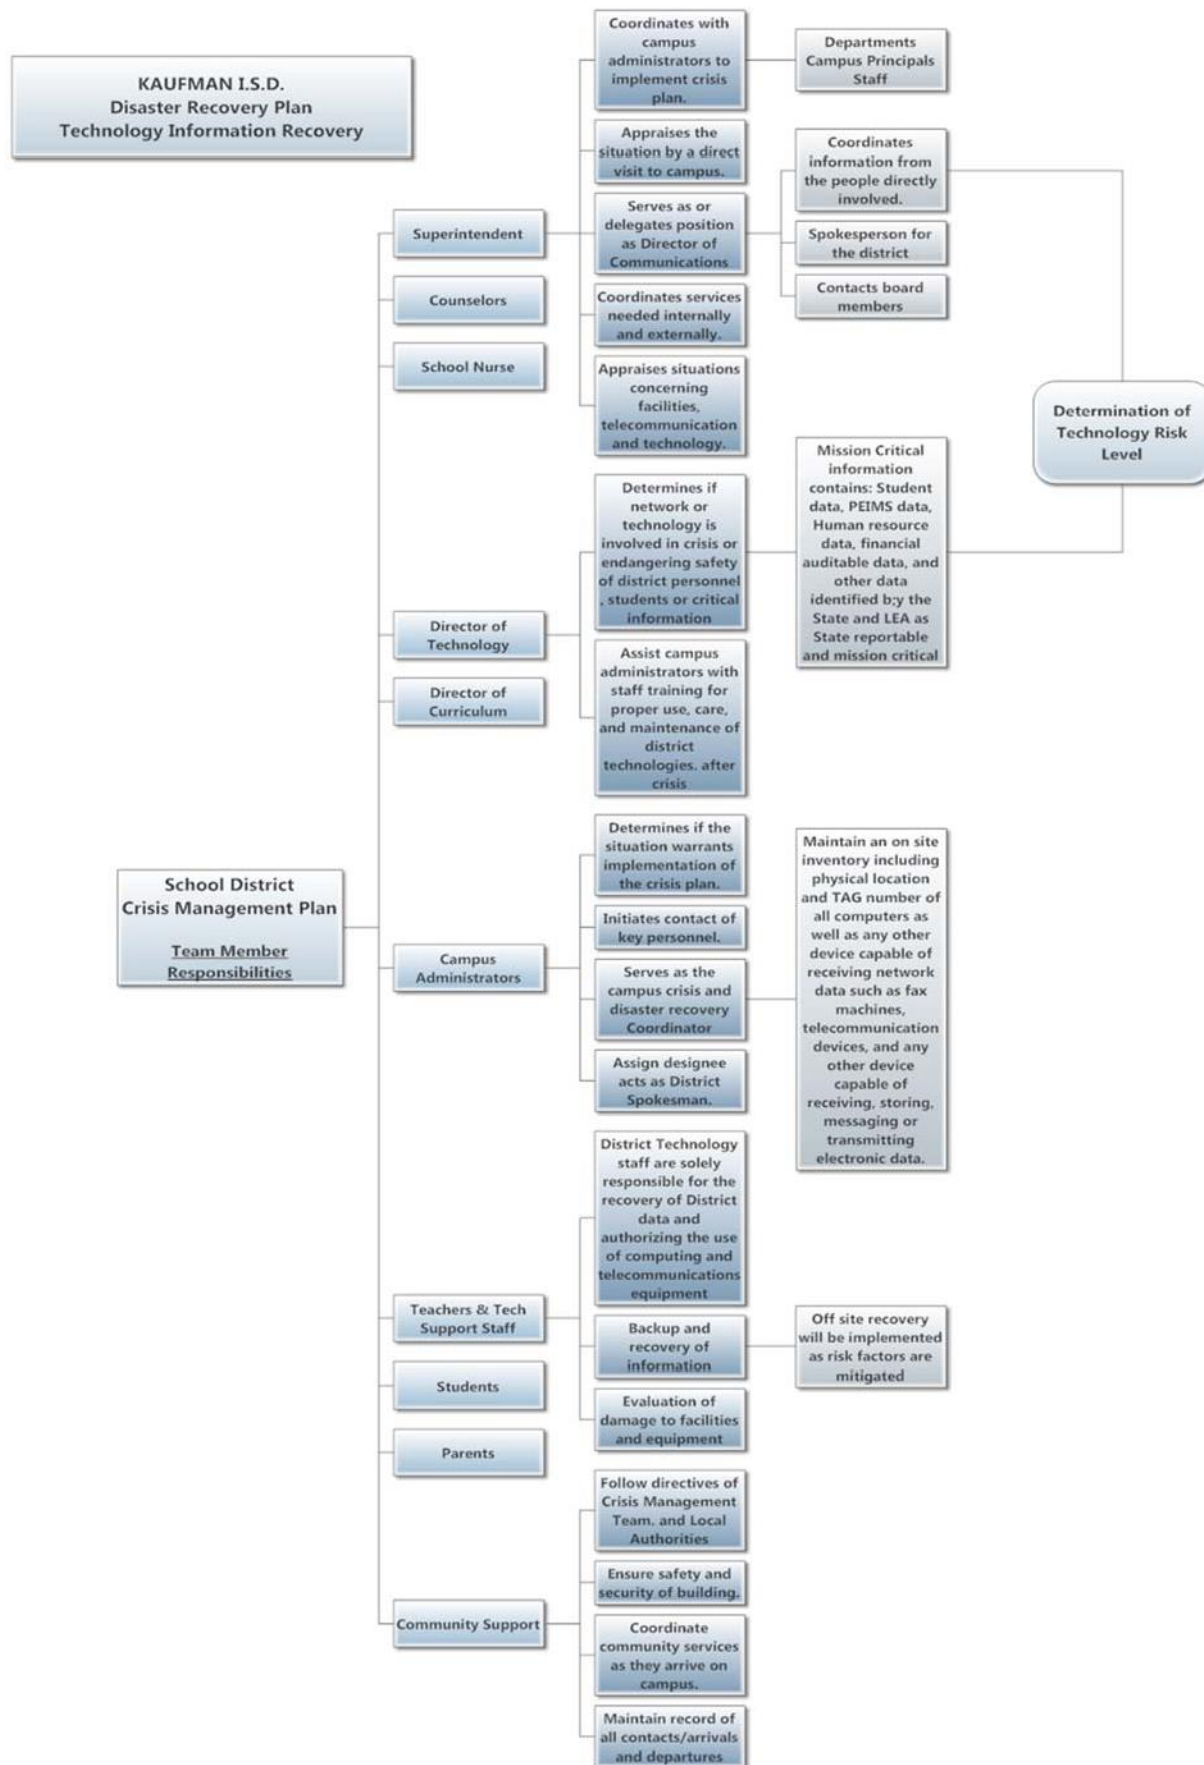 KAUFMAN I.S.D.
Disaster Recovery Plan
Technology Information Recovery
School District
Crisis Management Plan
Team Member
Responsibilities
Superintendent
Coordinates with
campus
administrators to
implement crisis
plan.
Departments
Campus Principals
Staff
Appraises the
situation by a direct
visit to campus.
Serves as or
delegates position
as Director of
Communications
Coordinates
information from
the people directly
involved.
Spokesperson for
the district
Contacts board
members
Coordinates services
needed internally
and externally.
Appraises situations
concerning
facilities,
telecommunication
and technology.
Counselors
School Nurse
Determination of
Technology Risk
Level
Director of
Technology
Determines if
network or
technology is
involved in crisis or
endangering safety
of district personnel
, students or critical
information
Mission Critical
information
contains: Student
data, PEIMS data,
Human resource
data, financial
auditable data, and
other data
identified b;y the
State and LEA as
State reportable
and mission critical
Assist campus
administrators with
staff training for
proper use, care,
and maintenance of
district
technologies. after
crisis
Director of
Curriculum
Campus
Administrators
Determines if the
situation warrants
implementation of
the crisis plan.
Initiates contact of
key personnel.
Serves as the
campus crisis and
disaster recovery
Coordinator
Maintain an on site
inventory including
physical location
and TAG number of
all computers as
well as any other
device capable of
receiving network
data such as fax
machines,
telecommunication
devices, and any
other device
capable of
receiving, storing,
messaging or
transmitting
electronic data.
Assign designee
acts as District
Spokesman.
Teachers & Tech
Support Staff
District Technology
staff are solely
responsible for the
recovery of District
data and
authorizing the use
of computing and
telecommunications
equipment
Backup and
recovery of
information
Off site recovery
will be implemented
as risk factors are
mitigated
Evaluation of
damage to facilities
and equipment
Students
Parents
Community Support
Follow directives of
Crisis Management
Team. and Local
Authorities
Ensure safety and
security of building.
Coordinate
community services
as they arrive on
campus.
Maintain record of
all contacts/arrivals
and departures